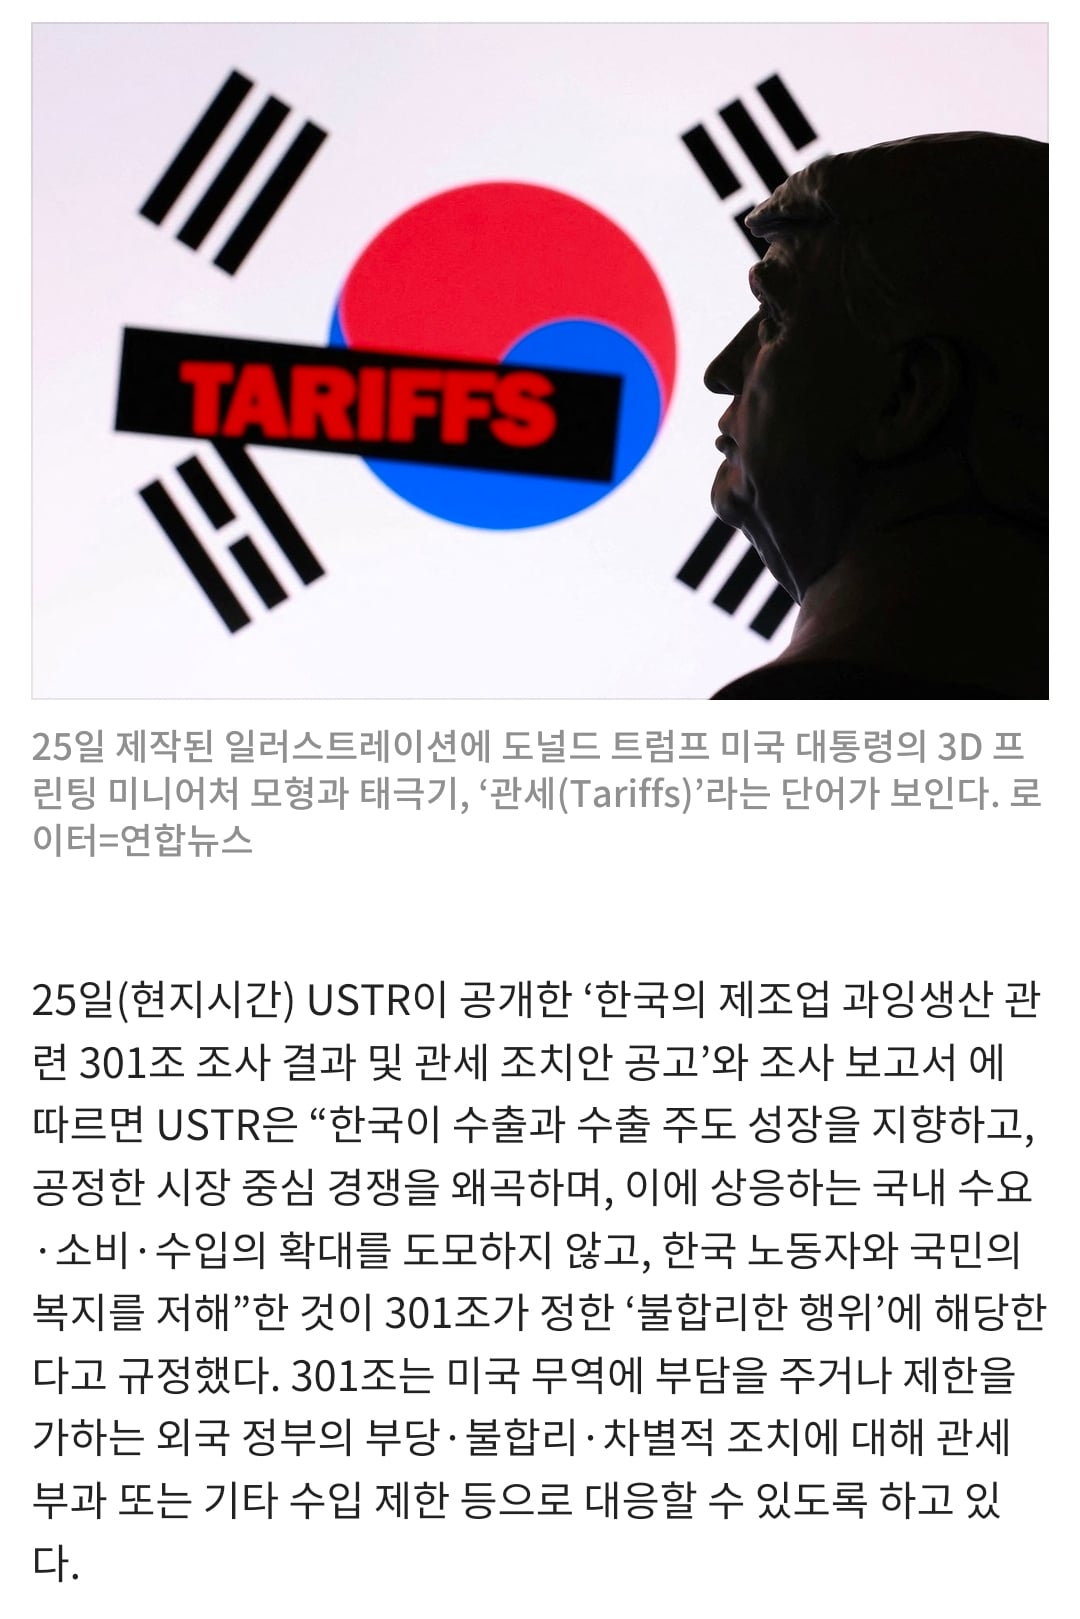 TARIFFS
25일 제작된 일러스트레이션에 도널드 트럼프 미국 대통령의 3D 프
린팅 미니어처 모형과 태극기, ‘관세(Tariffs)’라는 단어가 보인다. 로
이터=연합뉴스
25일(현지시간) USTR이 공개한 ‘한국의 제조업 과잉생산 관
련 301조 조사 결과 및 관세 조치안 공고’와 조사 보고서 에
따르면 USTR은 “한국이 수출과 수출 주도 성장을 지향하고,
공정한 시장 중심 경쟁을 왜곡하며, 이에 상응하는 국내 수요
·소비·수입의 확대를 도모하지 않고, 한국 노동자와 국민의
복지를 저해”한 것이 301조가 정한 ‘불합리한 행위’에 해당한
다고 규정했다. 301조는 미국 무역에 부담을 주거나 제한을
가하는 외국 정부의 부당·불합리·차별적 조치에 대해 관세
부과 또는 기타 수입 제한 등으로 대응할 수 있도록 하고 있
다.